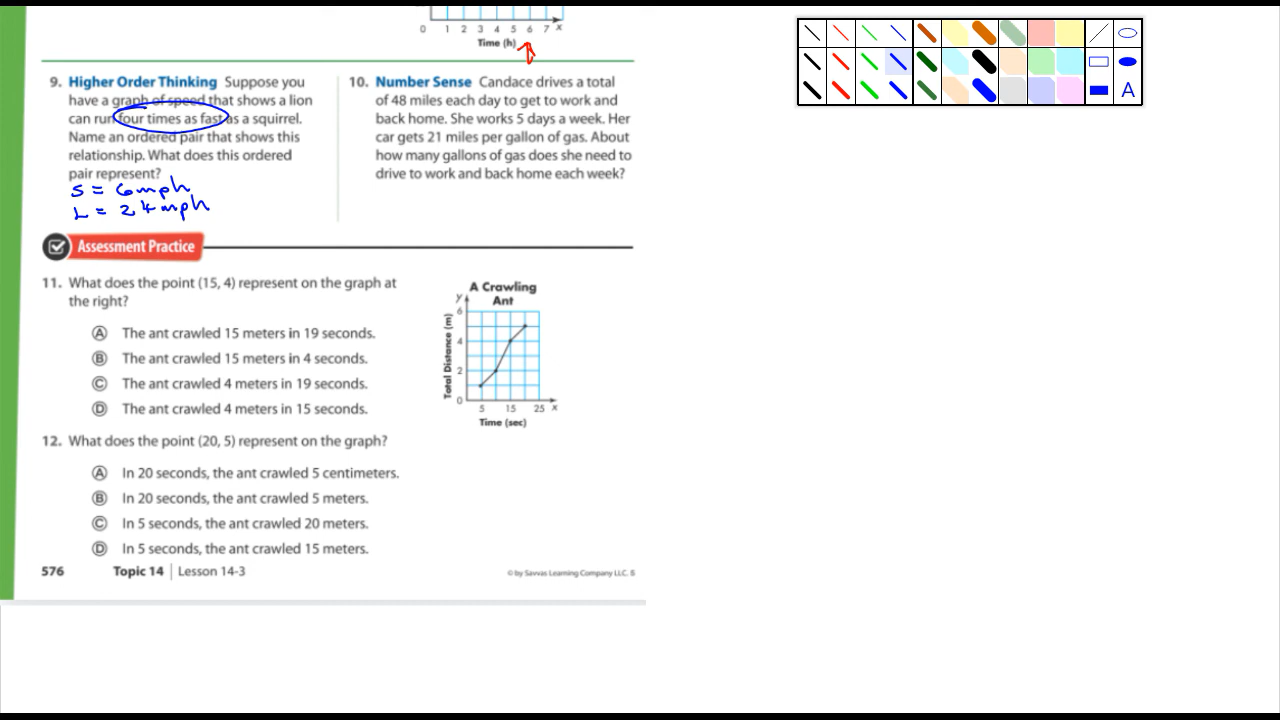 0 1 2 3 4 5 6 7 x
Time (h)
9. Higher Order Thinking Suppose you
have a graph of speed that shows a lion
can run four times as fast as a squirrel.
Name an ordered pair that shows this
relationship. What does this ordered
pair represent?
S = 6mph
L = 24mph
10. Number Sense Candace drives a total
of 48 miles each day to get to work and
back home. She works 5 days a week. Her
car gets 21 miles per gallon of gas. About
how many gallons of gas does she need to
drive to work and back home each week?
Assessment Practice
11. What does the point (15, 4) represent on the graph at
the right?
A The ant crawled 15 meters in 19 seconds.
B The ant crawled 15 meters in 4 seconds.
C The ant crawled 4 meters in 19 seconds.
D The ant crawled 4 meters in 15 seconds.
A Crawling
Ant
y
6
4
2
0
Total Distance (m)
5 15 25 x
Time (sec)
12. What does the point (20, 5) represent on the graph?
A In 20 seconds, the ant crawled 5 centimeters.
B In 20 seconds, the ant crawled 5 meters.
C In 5 seconds, the ant crawled 20 meters.
D In 5 seconds, the ant crawled 15 meters.
576 Topic 14 | Lesson 14-3
© by Savvas Learning Company LLC. 5
A